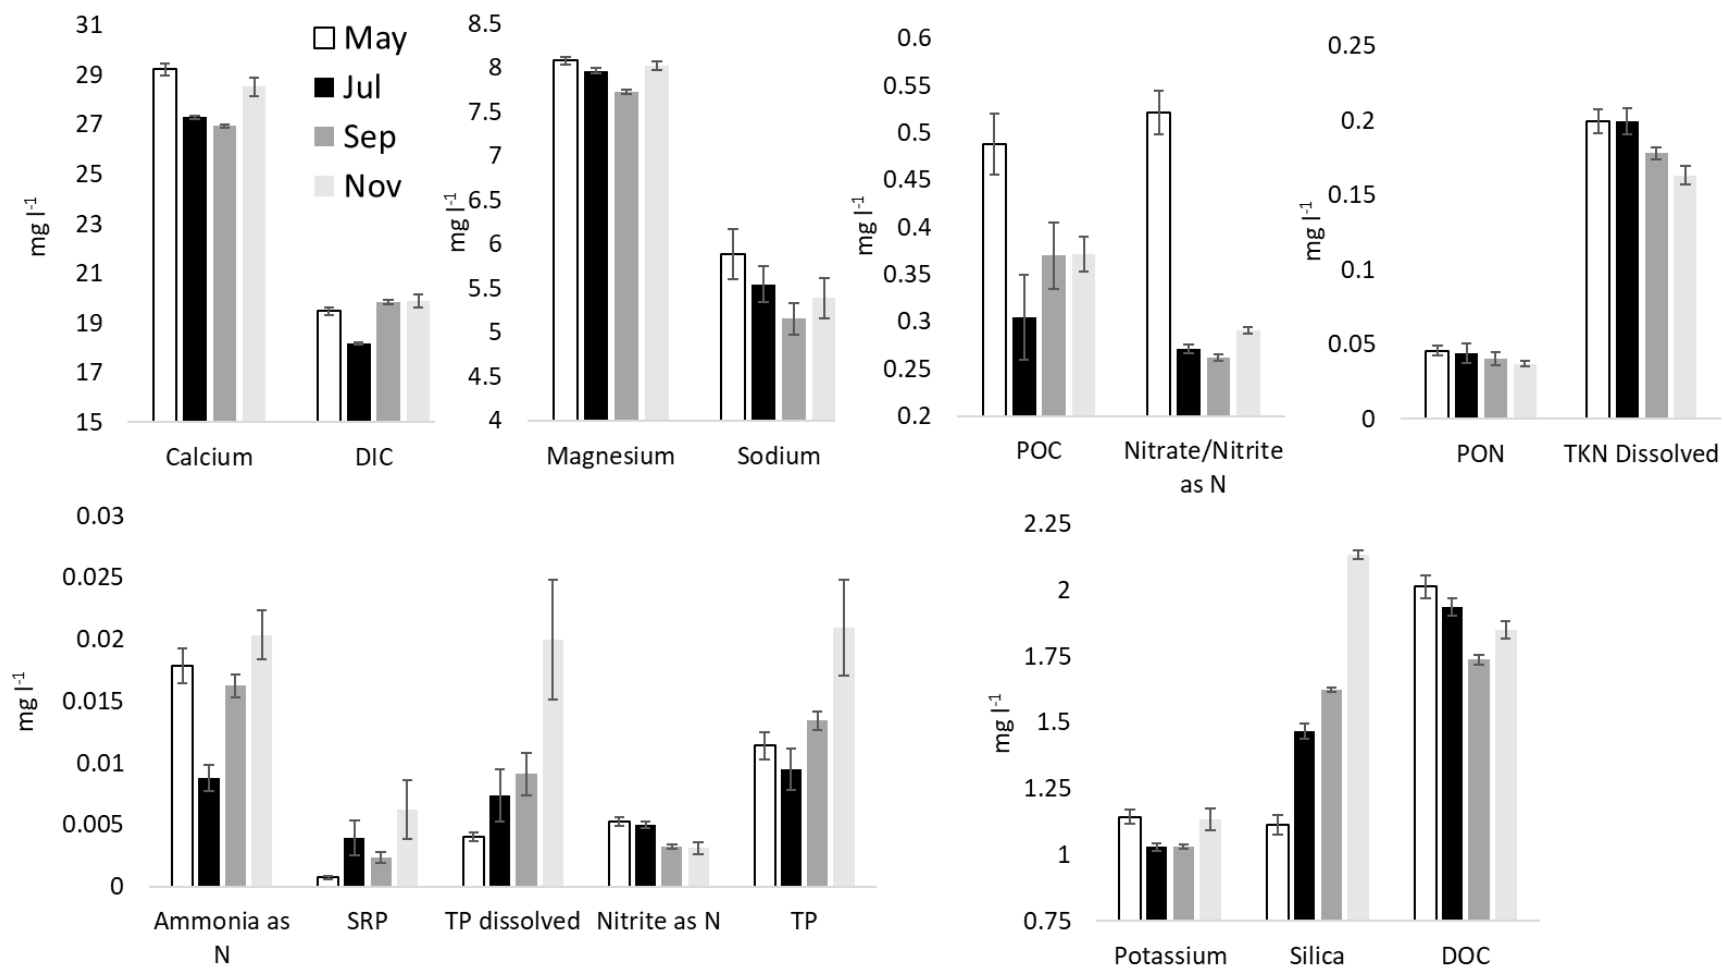 31
29
27
25
23
21
19
17
15
mg l-1
Calcium
DIC
May
Jul
Sep
Nov
8.5
8
7.5
7
6.5
6
5.5
5
4.5
4
mg l-1
Magnesium
Sodium
0.6
0.55
0.5
0.45
0.4
0.35
0.3
0.25
0.2
mg l-1
POC
Nitrate/Nitrite
as N
0.25
0.2
0.15
0.1
0.05
0
mg l-1
PON
TKN Dissolved
0.03
0.025
0.02
0.015
0.01
0.005
0
mg l-1
Ammonia as
N
SRP
TP dissolved
Nitrite as N
TP
2.25
2
1.75
1.5
1.25
1
0.75
mg l-1
Potassium
Silica
DOC